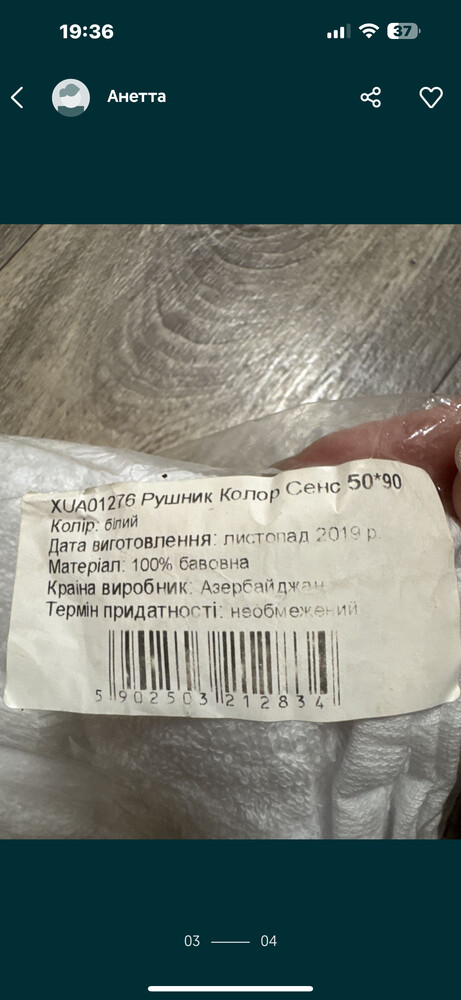 19:36
37
Анетта
XUA01276 Рушник Колор Сенс 50*90
Колір: білий
Дата виготовлення: листопад 2019 р.
Матеріал: 100% бавовна
Країна виробник: Азербайджан
Термін придатності: необмежений
5 902503 212834
03 04